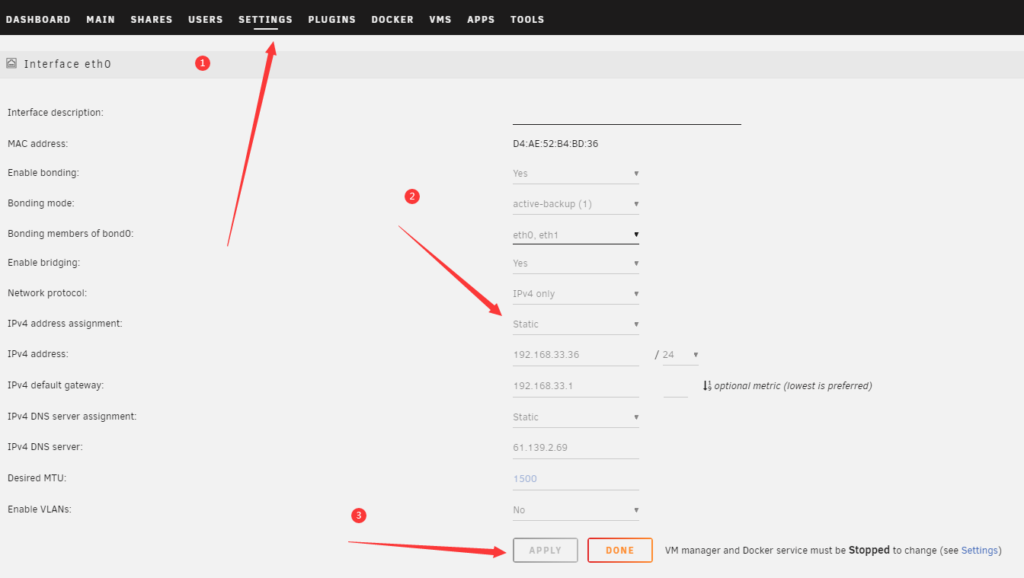 DASHBOARD MAIN SHARES USERS SETTINGS PLUGINS DOCKER VMS APPS TOOLS
Interface eth0 1
Interface description:
MAC address: D4:AE:52:B4:BD:36
Enable bonding: Yes
2
Bonding mode: active-backup (1)
Bonding members of bond0: eth0, eth1
Enable bridging: Yes
Network protocol: IPv4 only
IPv4 address assignment: Static
IPv4 address: 192.168.33.36 / 24
IPv4 default gateway: 192.168.33.1 optional metric (lowest is preferred)
IPv4 DNS server assignment: Static
IPv4 DNS server: 61.139.2.69
Desired MTU: 1500
Enable VLANs: No
3
APPLY DONE VM manager and Docker service must be Stopped to change (see Settings)